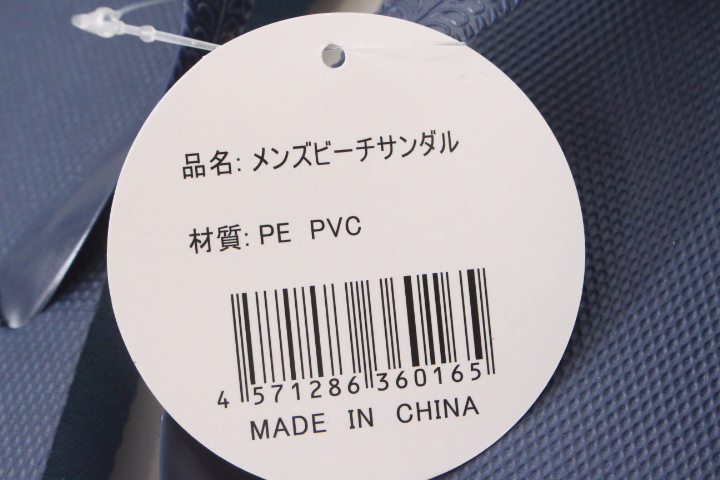 品名: メンズビーチサンダル
材質: PE PVC
4 571286 360165
MADE IN CHINA